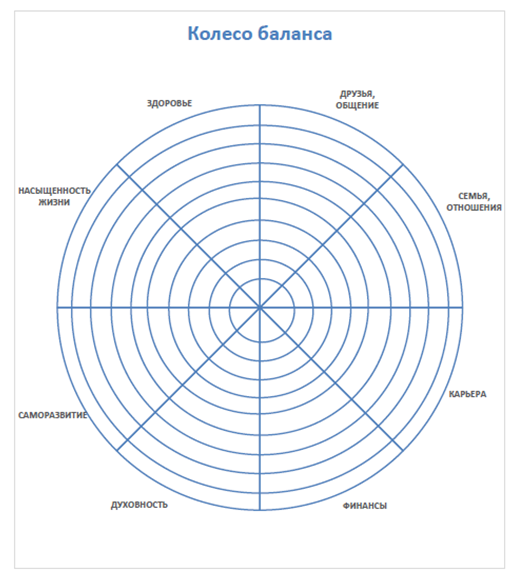 Колесо баланса
ДРУЗЬЯ,
ОБЩЕНИЕ
ЗДОРОВЬЕ
НАСЫЩЕННОСТЬ
ЖИЗНИ
СЕМЬЯ,
ОТНОШЕНИЯ
КАРЬЕРА
САМОРАЗВИТИЕ
ДУХОВНОСТЬ
ФИНАНСЫ